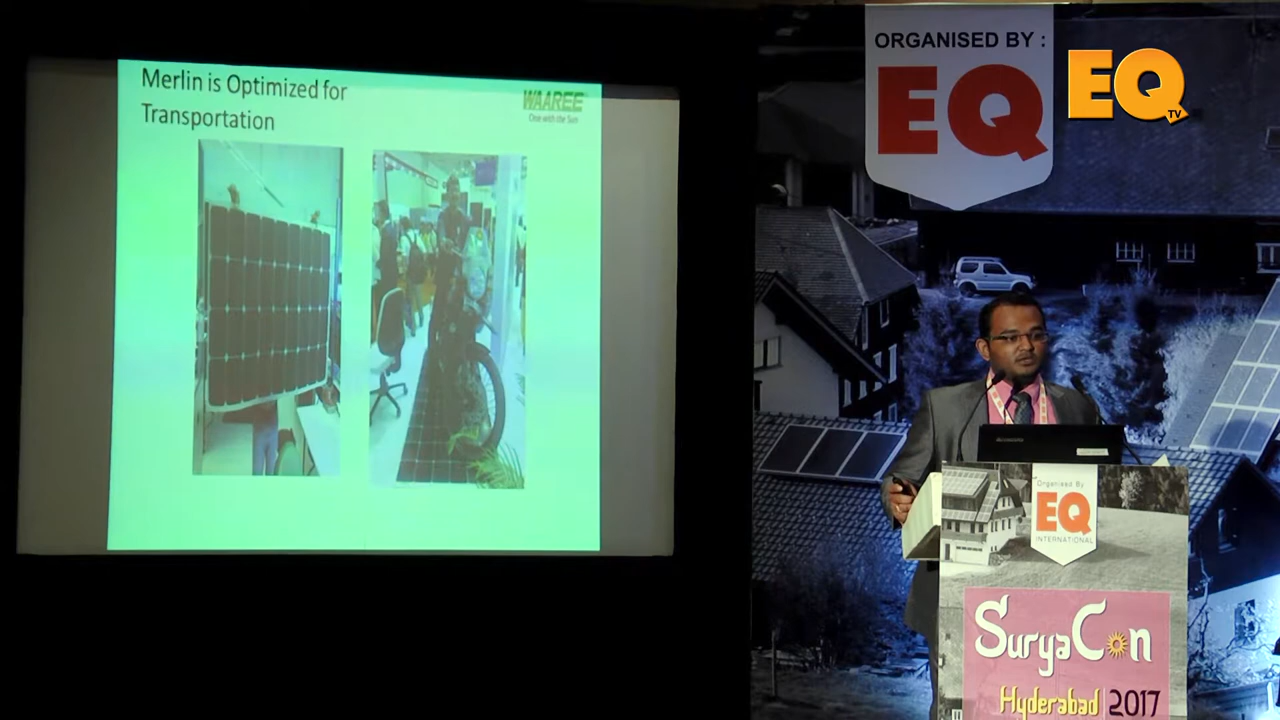 Merlin is Optimized for
Transportation
WAAREE
One with the Sun
ORGANISED BY :
EQ
EQ
TV
Organised By
EQ
INTERNATIONAL
SuryaCon
Hyderabad 2017